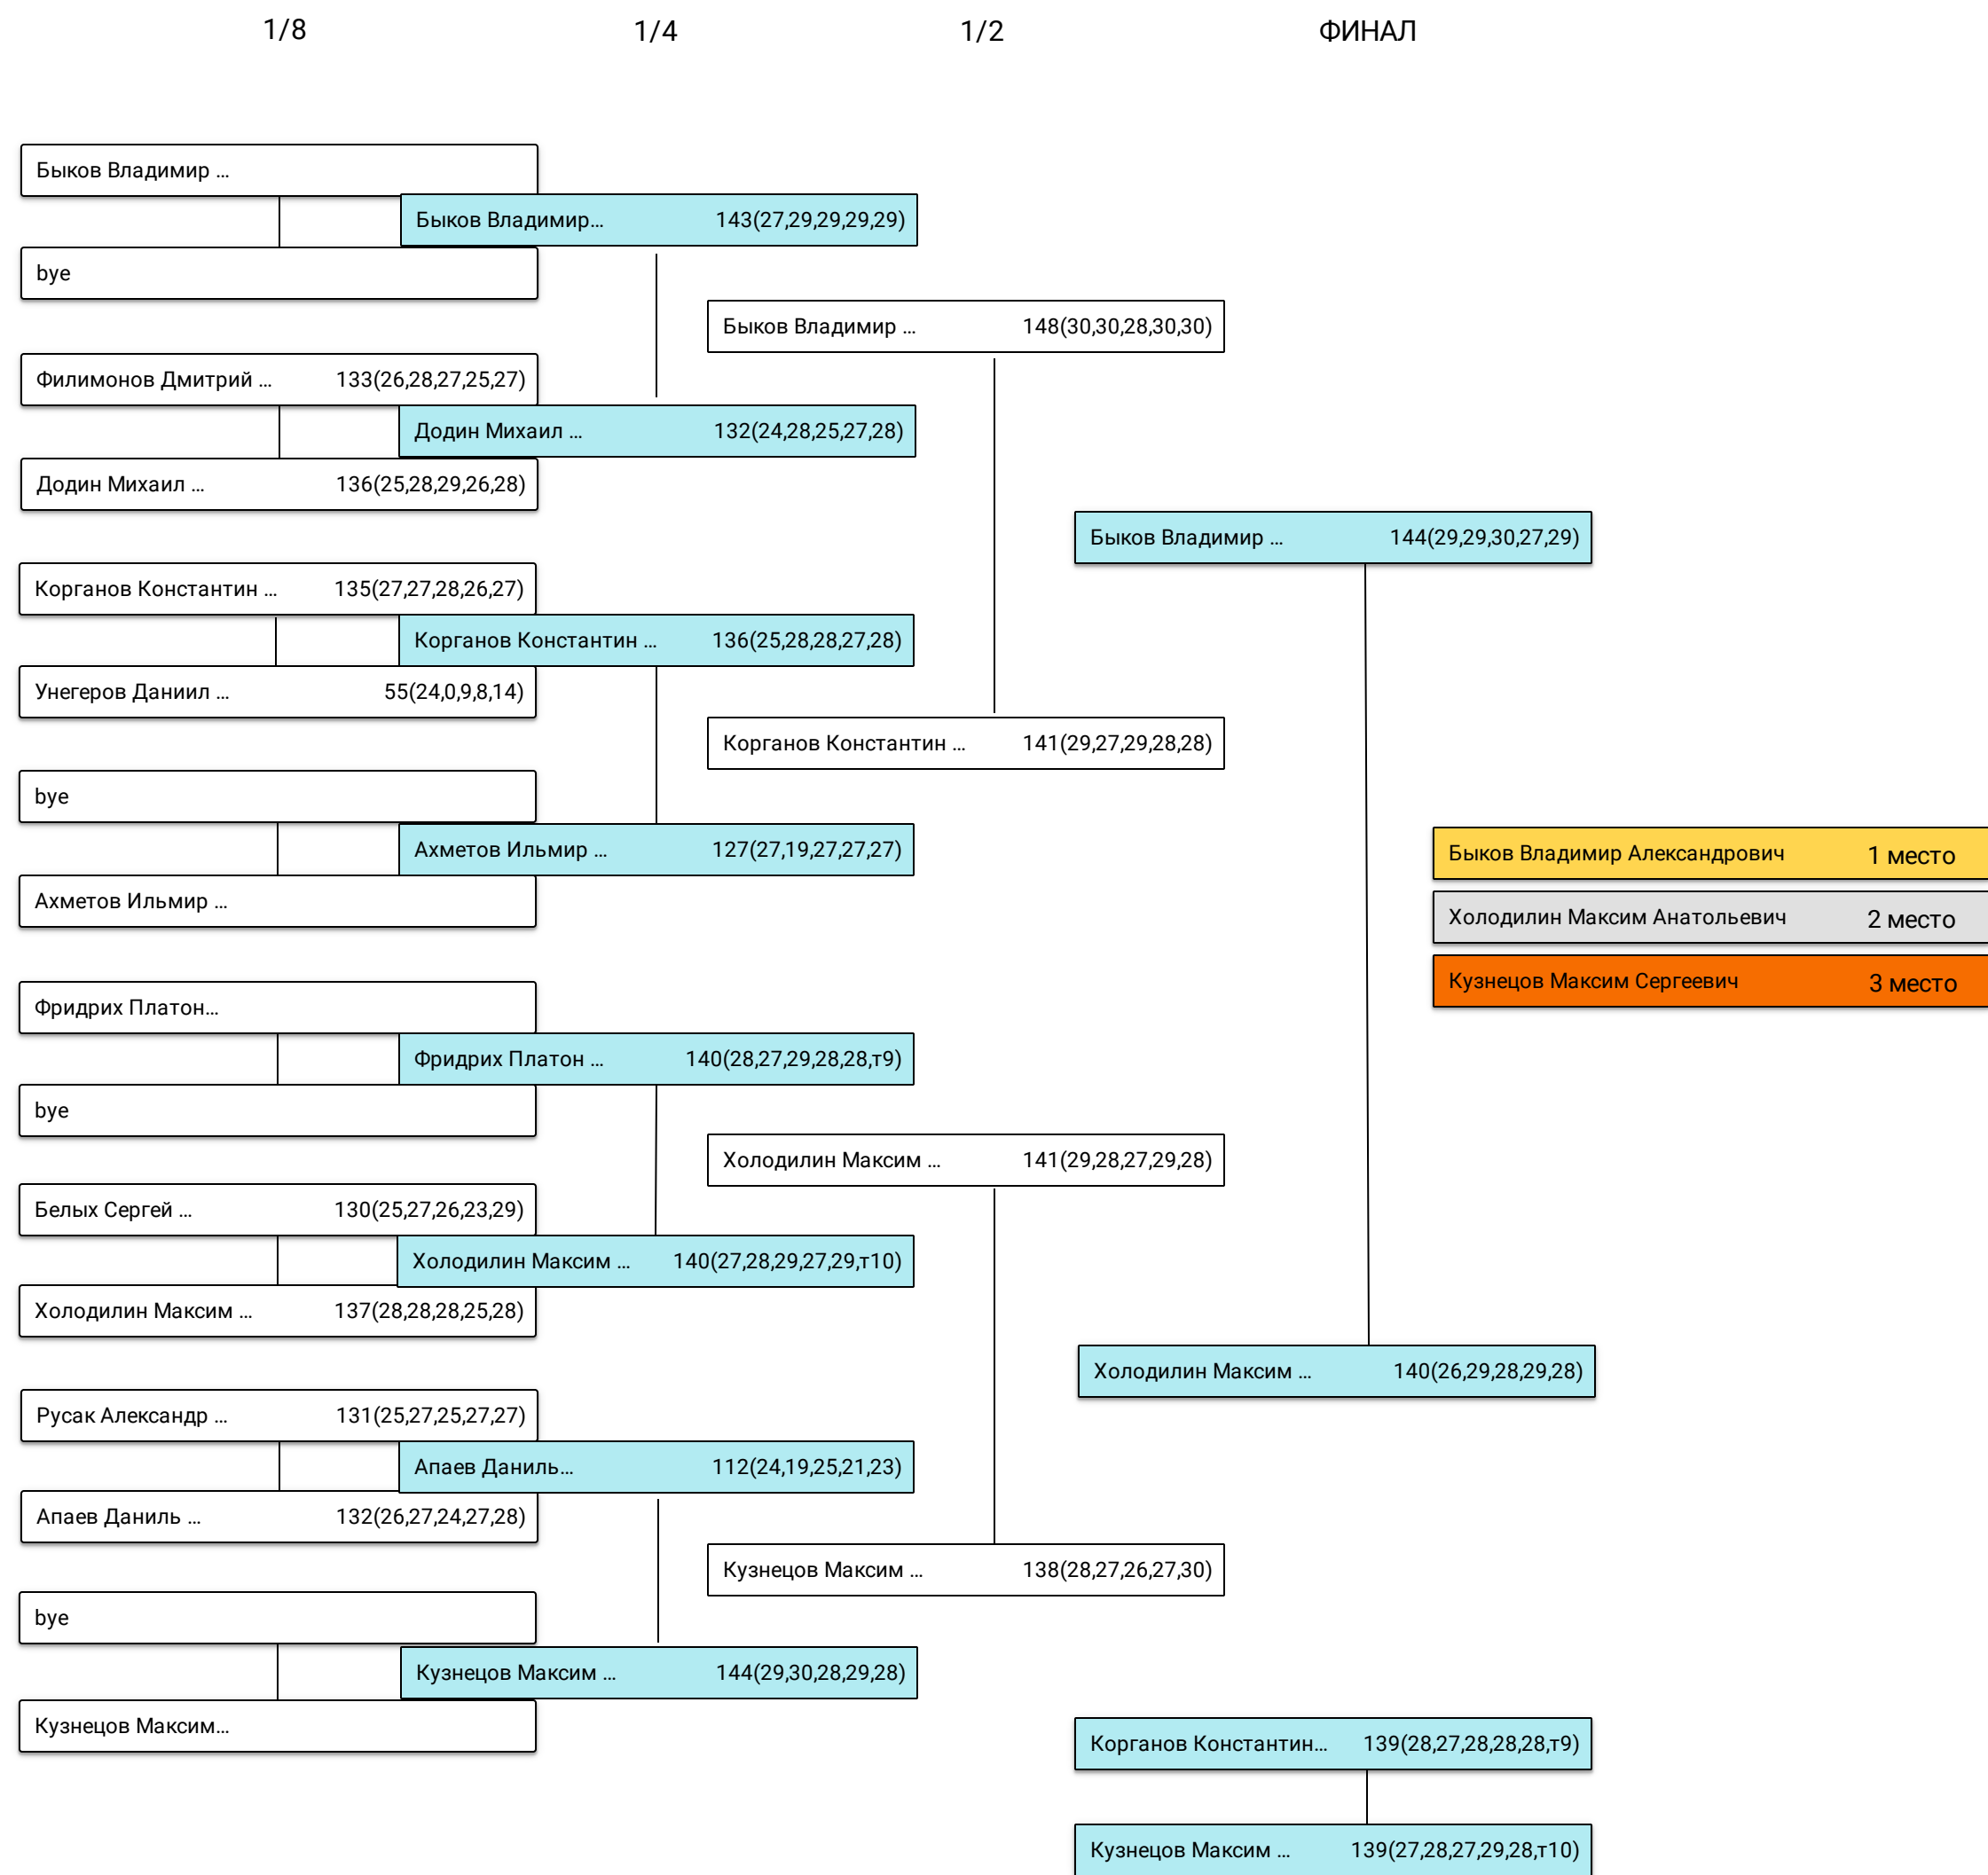 1/8 1/4 1/2 ФИНАЛ
Быков Владимир ...
Быков Владимир... 143(27,29,29,29,29)
bye
Быков Владимир ... 148(30,30,28,30,30)
Филимонов Дмитрий ... 133(26,28,27,25,27)
Додин Михаил ... 132(24,28,25,27,28)
Додин Михаил ... 136(25,28,29,26,28)
Быков Владимир ... 144(29,29,30,27,29)
Корганов Константин ... 135(27,27,28,26,27)
Корганов Константин ... 136(25,28,28,27,28)
Унегеров Даниил ... 55(24,0,9,8,14)
Корганов Константин ... 141(29,27,29,28,28)
bye
Ахметов Ильмир ... 127(27,19,27,27,27)
Быков Владимир Александрович 1 место
Ахметов Ильмир ...
Холодилин Максим Анатольевич 2 место
Кузнецов Максим Сергеевич 3 место
Фридрих Платон...
Фридрих Платон ... 140(28,27,29,28,28,т9)
bye
Холодилин Максим ... 141(29,28,27,29,28)
Белых Сергей ... 130(25,27,26,23,29)
Холодилин Максим ... 140(27,28,29,27,29,т10)
Холодилин Максим ... 137(28,28,28,25,28)
Холодилин Максим ... 140(26,29,28,29,28)
Русак Александр ... 131(25,27,25,27,27)
Апаев Даниль... 112(24,19,25,21,23)
Апаев Даниль ... 132(26,27,24,27,28)
Кузнецов Максим ... 138(28,27,26,27,30)
bye
Кузнецов Максим ... 144(29,30,28,29,28)
Кузнецов Максим...
Корганов Константин... 139(28,27,28,28,28,т9)
Кузнецов Максим ... 139(27,28,27,29,28,т10)